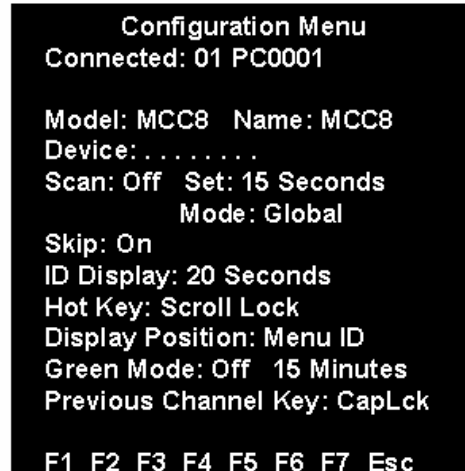 Configuration Menu
Connected: 01 PC0001
Model: MCC8 Name: MCC8
Device: . . . . . . . .
Scan: Off Set: 15 Seconds
Mode: Global
Skip: On
ID Display: 20 Seconds
Hot Key: Scroll Lock
Display Position: Menu ID
Green Mode: Off 15 Minutes
Previous Channel Key: CapLck
F1 F2 F3 F4 F5 F6 F7 Esc